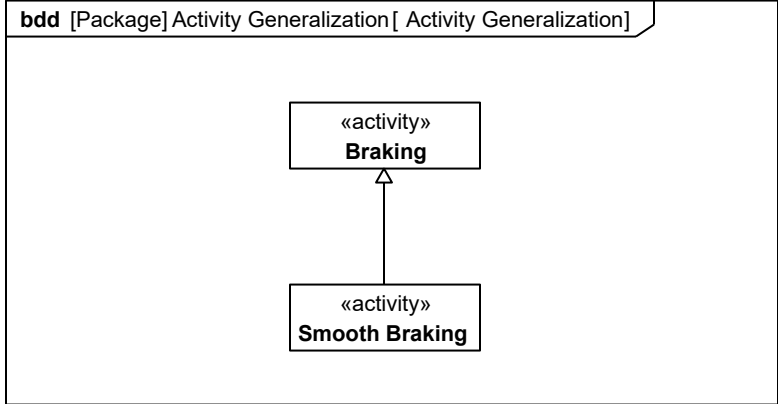 bdd [Package] Activity Generalization [ Activity Generalization]
«activity»
Braking
«activity»
Smooth Braking